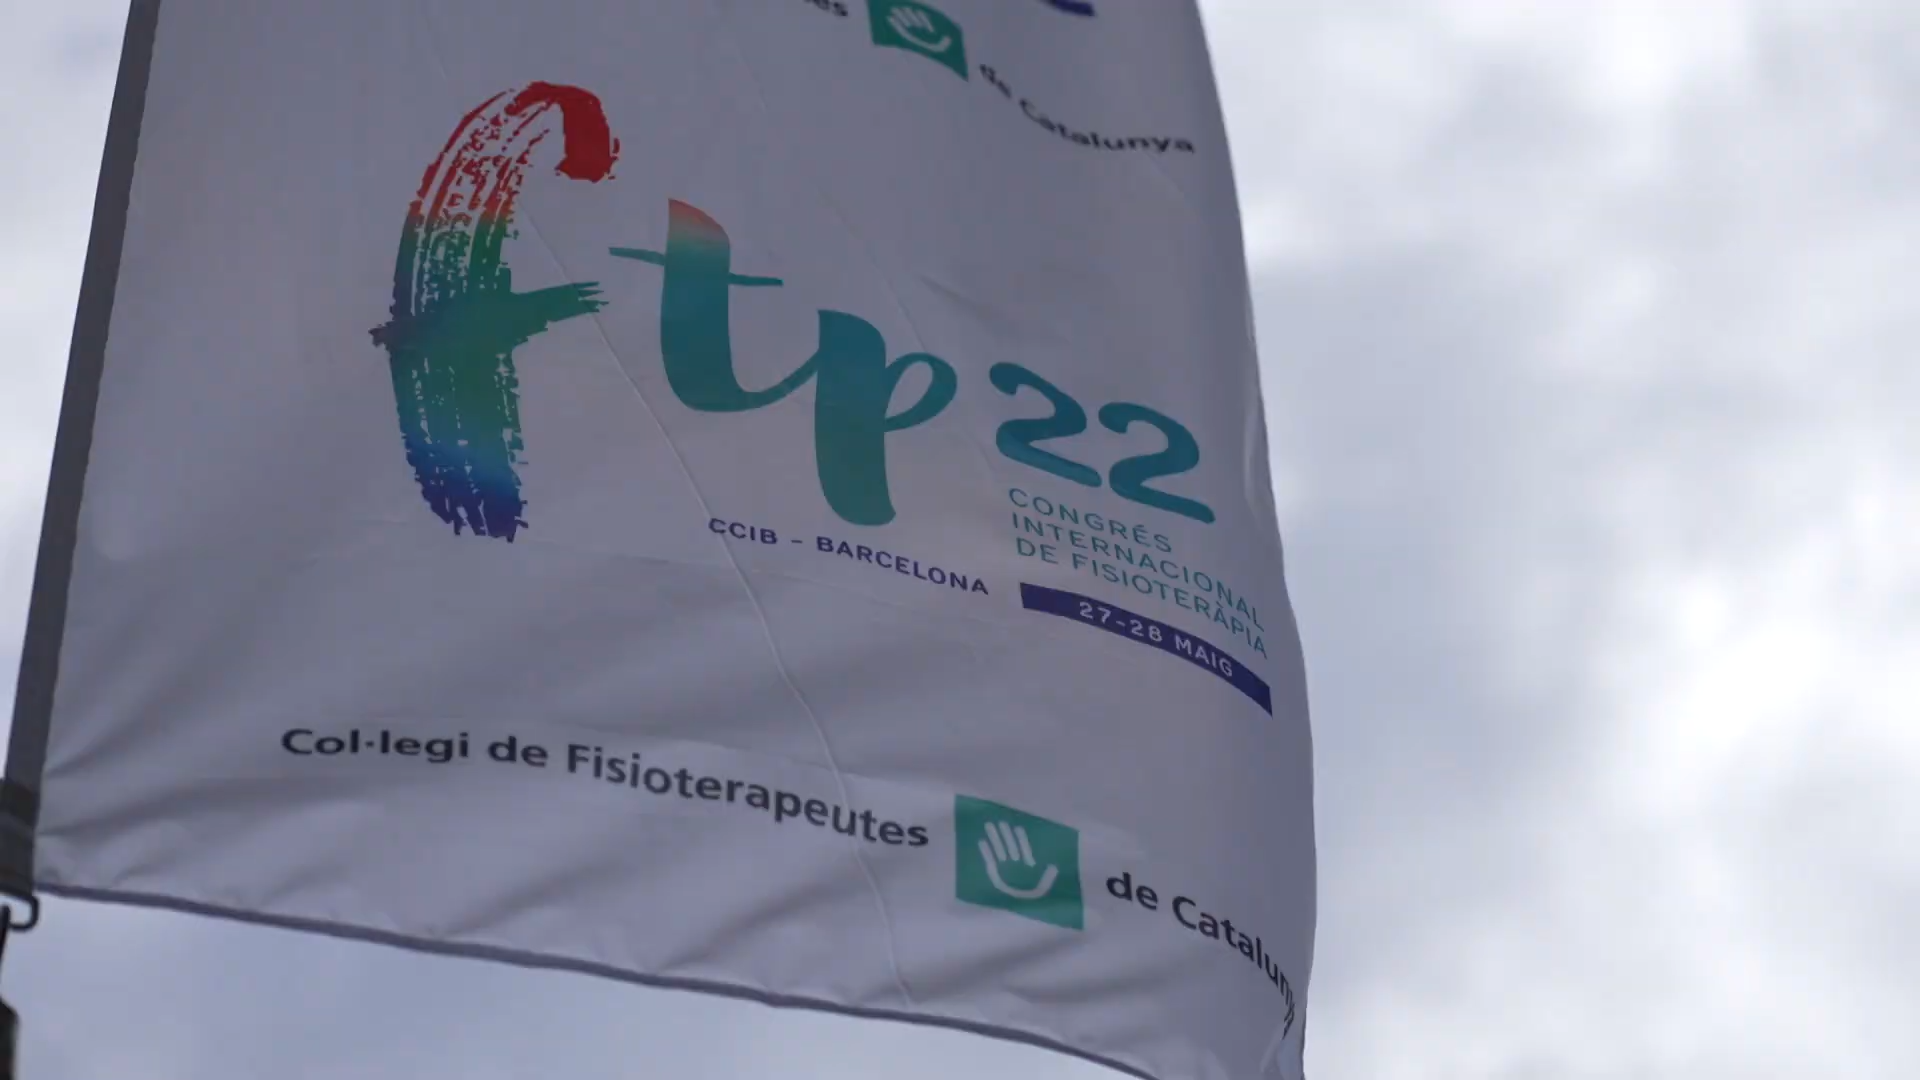 de Catalunya
ftp22
CONGRÉS
INTERNACIONAL
DE FISIOTERÀPIA
CCIB - BARCELONA
27-28 MAIG
Col·legi de Fisioterapeutes
de Catalunya